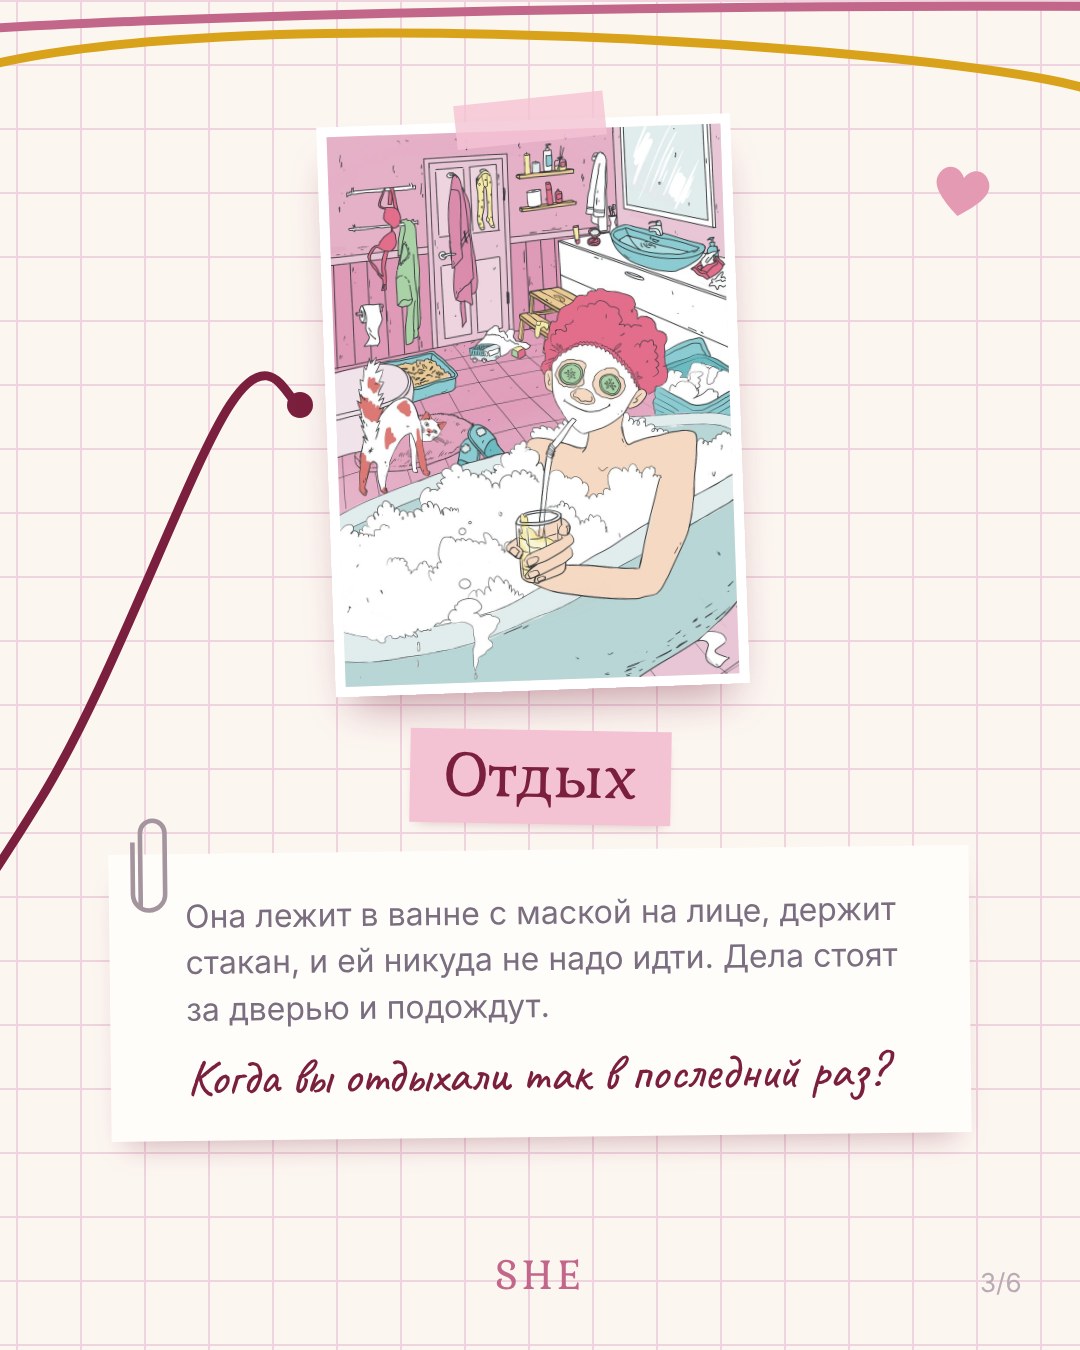 Отдых
Она лежит в ванне с маской на лице, держит
стакан, и ей никуда не надо идти. Дела стоят
за дверью и подождут.
Когда вы отдыхали так в последний раз?
SHE
3/6